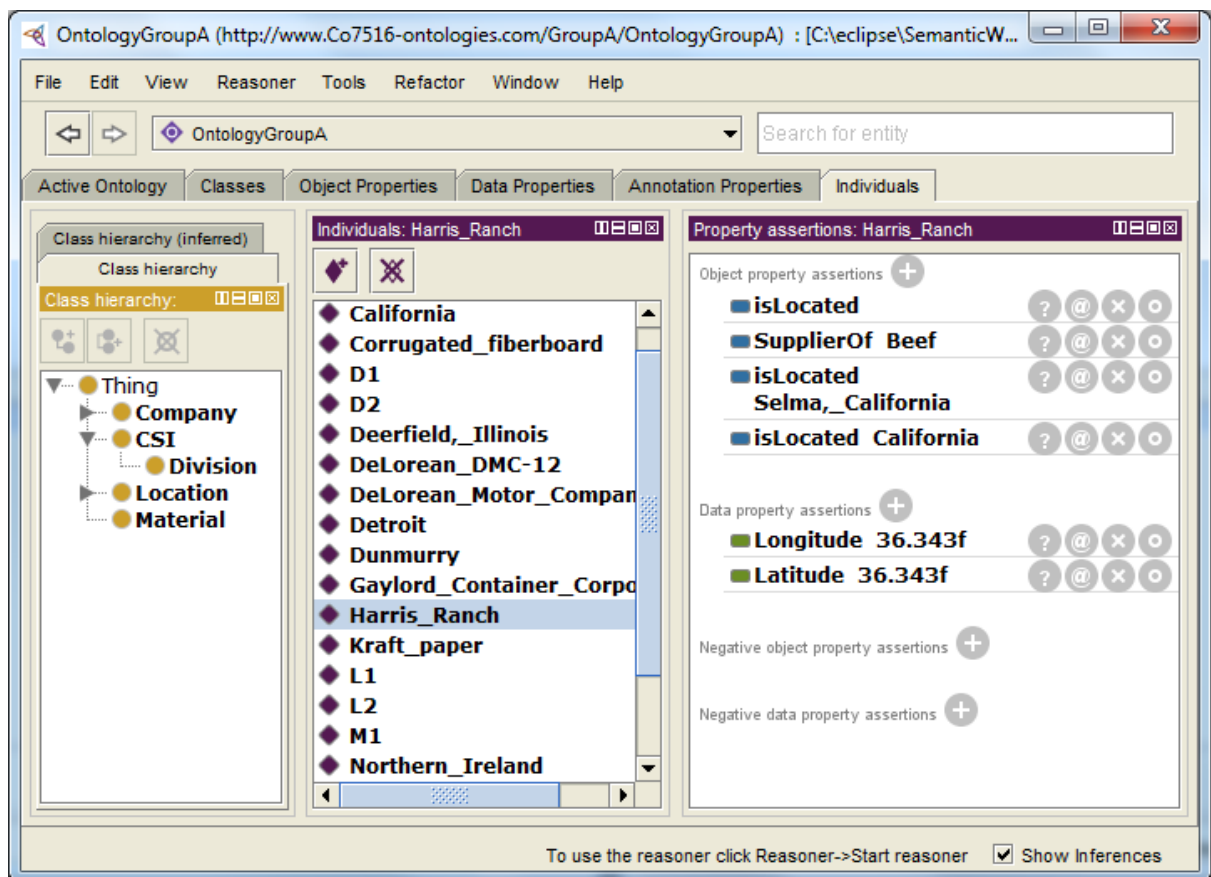 OntologyGroupA (http://www.Co7516-ontologies.com/GroupA/OntologyGroupA) : [C:\eclipse\SemanticW...
File Edit View Reasoner Tools Refactor Window Help
OntologyGroupA
Search for entity
Active Ontology Classes Object Properties Data Properties Annotation Properties Individuals
Class hierarchy (inferred)
Class hierarchy
Class hierarchy:
Thing
Company
CSI
Division
Location
Material
Individuals: Harris_Ranch
California
Corrugated_fiberboard
D1
D2
Deerfield,_Illinois
DeLorean_DMC-12
DeLorean_Motor_Compan
Detroit
Dunmurry
Gaylord_Container_Corpo
Harris_Ranch
Kraft_paper
L1
L2
M1
Northern_Ireland
Property assertions: Harris_Ranch
Object property assertions
isLocated
SupplierOf Beef
isLocated
Selma,_California
isLocated California
Data property assertions
Longitude 36.343f
Latitude 36.343f
Negative object property assertions
Negative data property assertions
To use the reasoner click Reasoner->Start reasoner Show Inferences